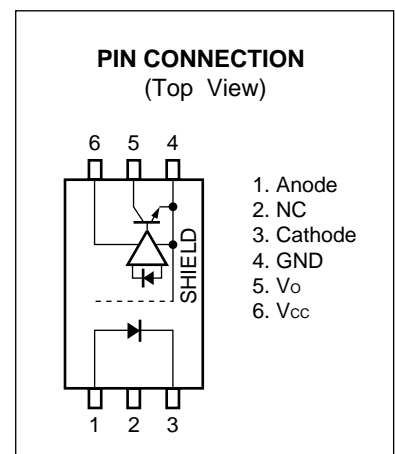 PIN CONNECTION
(Top View)
6 5 4
SHIELD
1 2 3
1. Anode
2. NC
3. Cathode
4. GND
5. VO
6. VCC